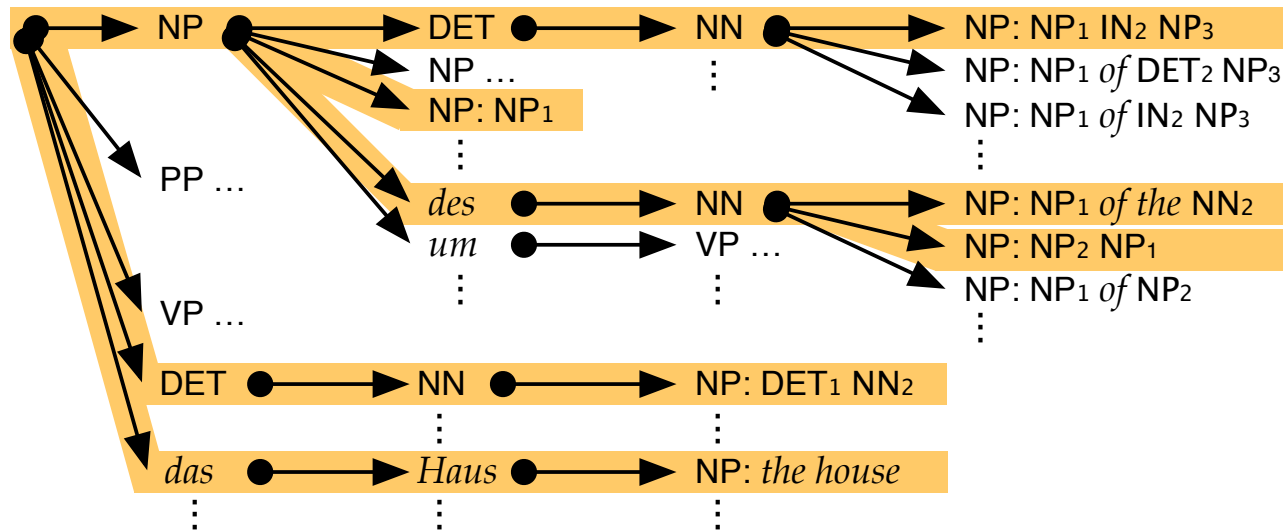 NP DET NN NP: NP₁ IN₂ NP₃
NP … ⋮ NP: NP₁ of DET₂ NP₃
NP: NP₁ NP: NP₁ of IN₂ NP₃
⋮ ⋮
PP …
des NN NP: NP₁ of the NN₂
um VP … NP: NP₂ NP₁
⋮ ⋮ NP: NP₁ of NP₂
VP … ⋮
DET NN NP: DET₁ NN₂
⋮ ⋮
das Haus NP: the house
⋮ ⋮ ⋮